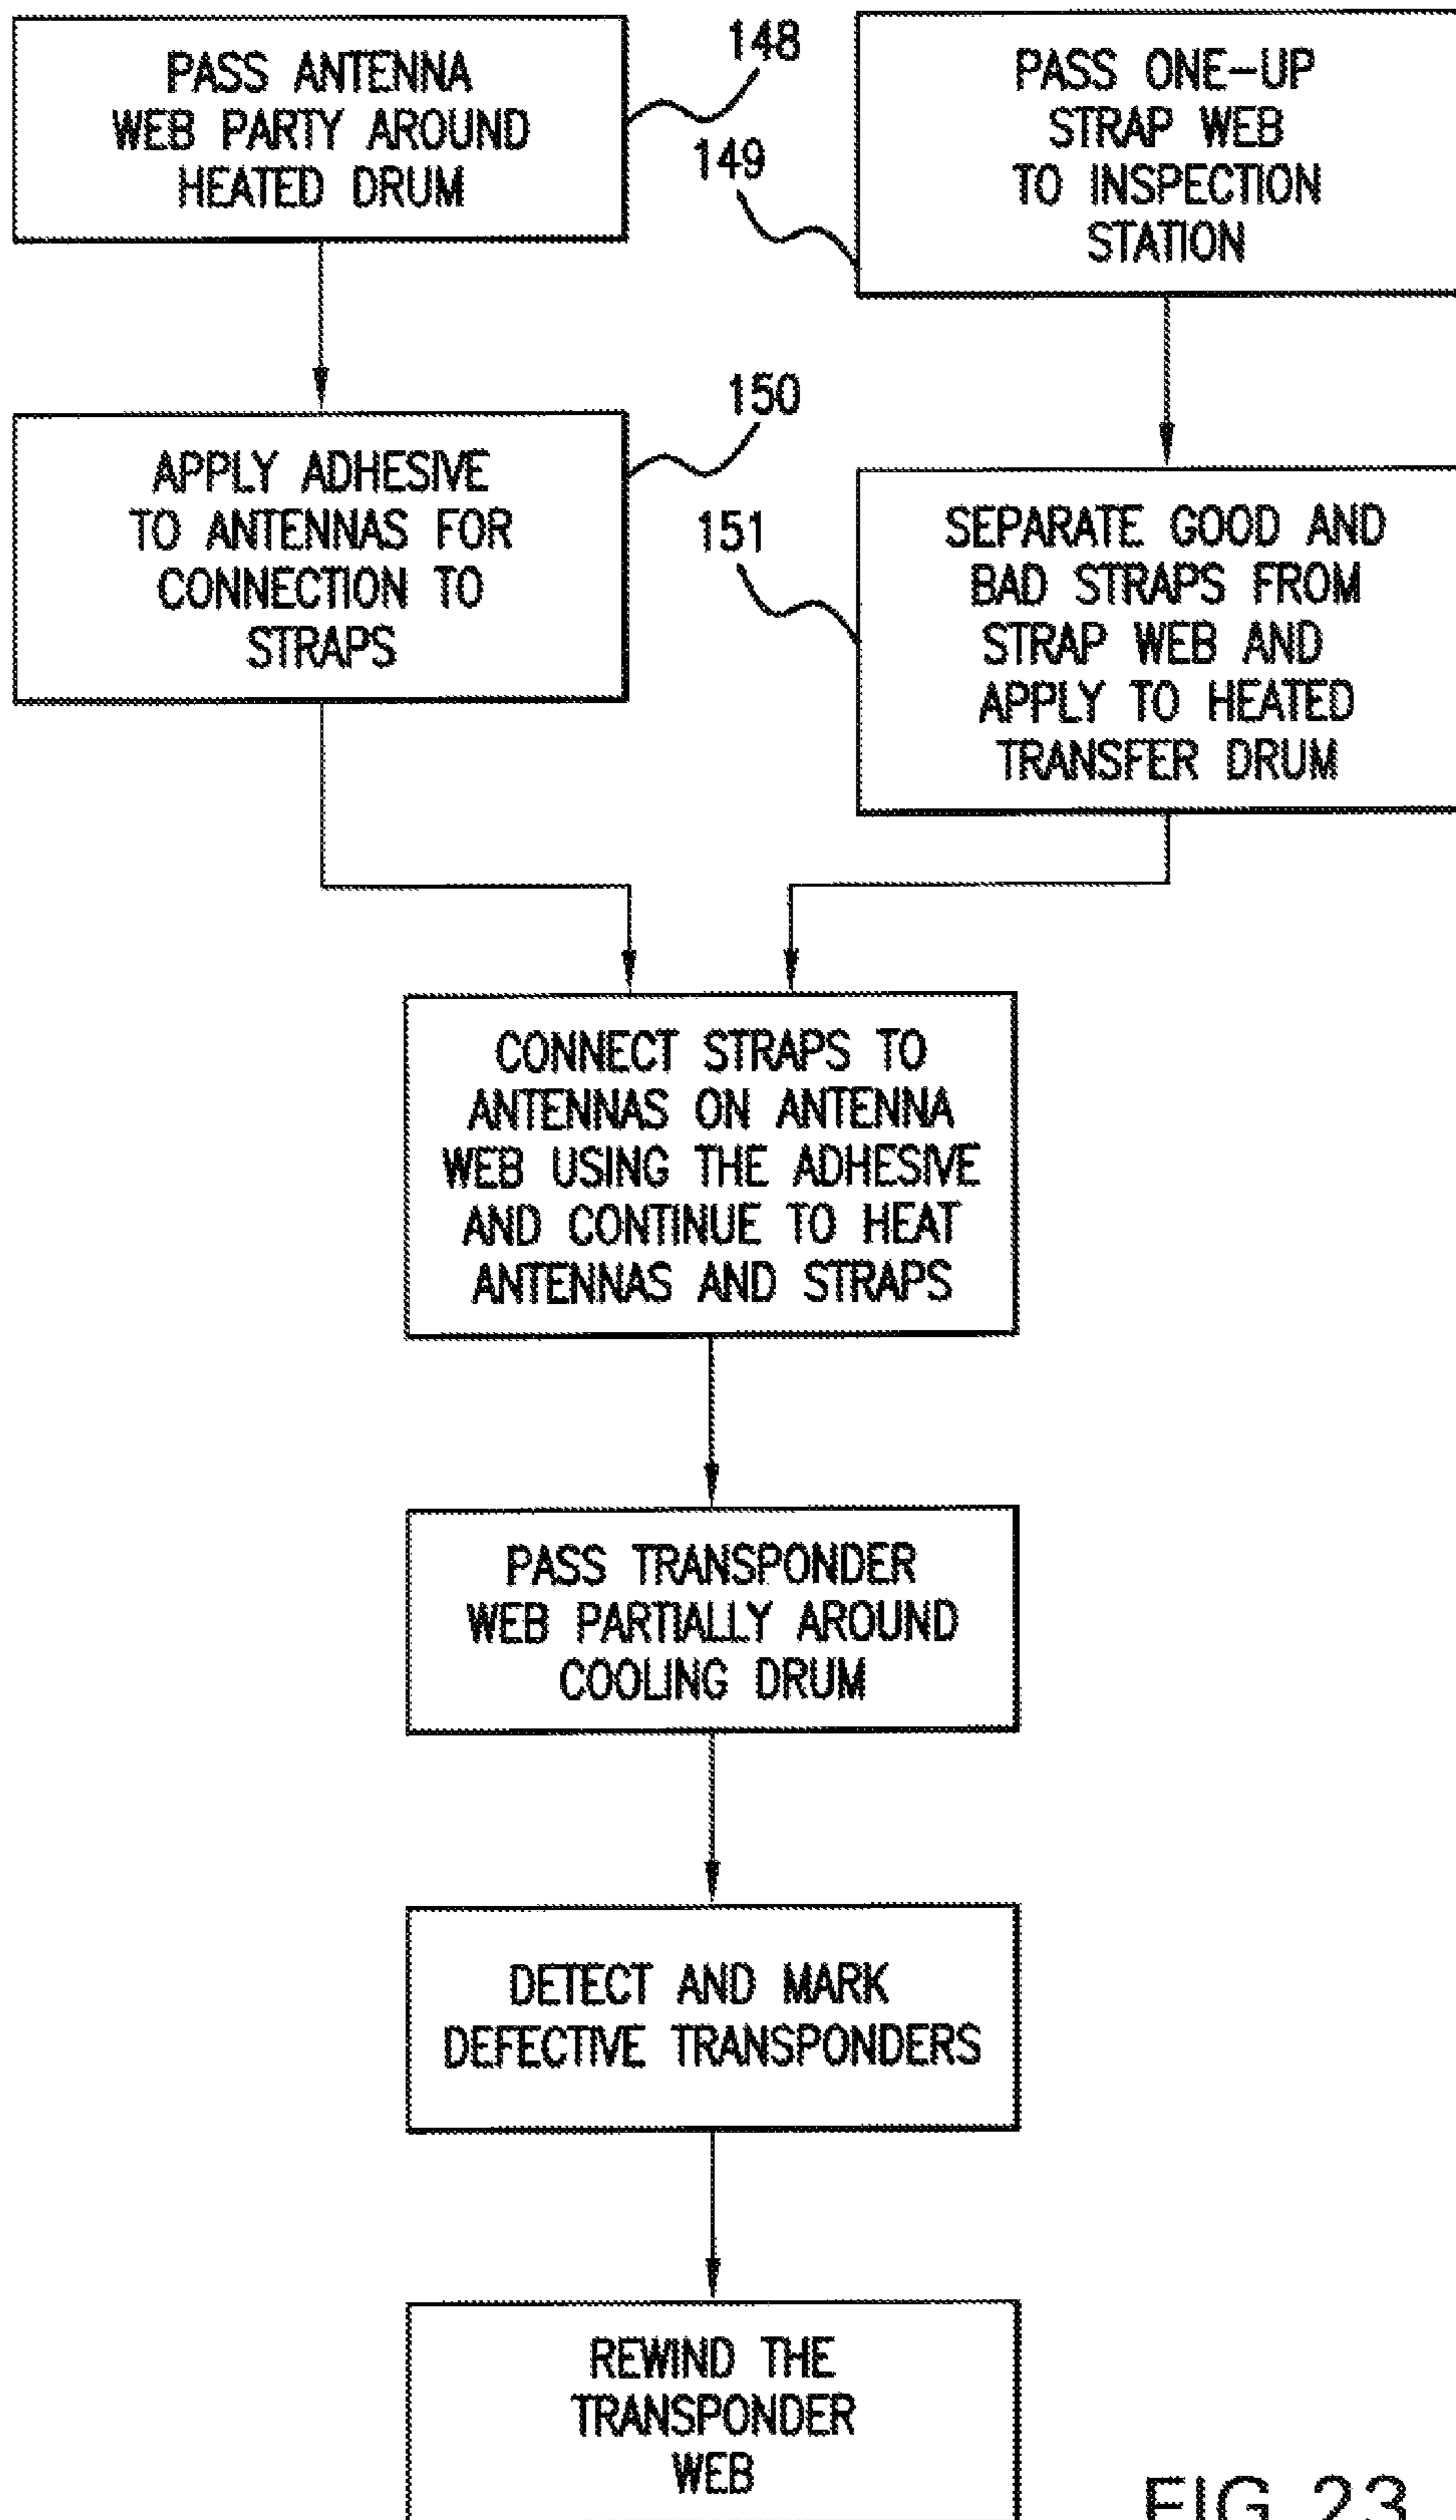 PASS ANTENNA
WEB PARTY AROUND
HEATED DRUM
148
PASS ONE-UP
STRAP WEB
TO INSPECTION
STATION
149
APPLY ADHESIVE
TO ANTENNAS FOR
CONNECTION TO
STRAPS
150
SEPARATE GOOD AND
BAD STRAPS FROM
STRAP WEB AND
APPLY TO HEATED
TRANSFER DRUM
151
CONNECT STRAPS TO
ANTENNAS ON ANTENNA
WEB USING THE ADHESIVE
AND CONTINUE TO HEAT
ANTENNAS AND STRAPS
PASS TRANSPONDER
WEB PARTIALLY AROUND
COOLING DRUM
DETECT AND MARK
DEFECTIVE TRANSPONDERS
REWIND THE
TRANSPONDER
WEB
FIG 23